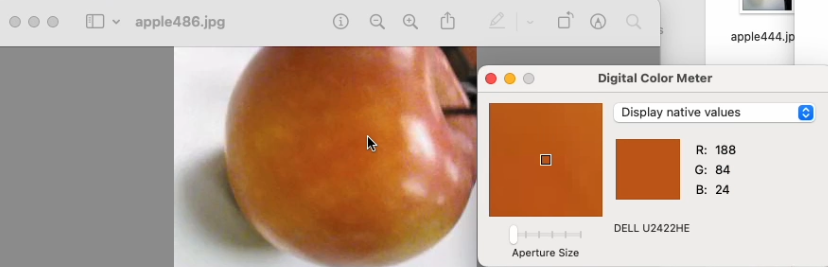 apple486.jpg
apple444.jp
Digital Color Meter
Display native values
R: 188
G: 84
B: 24
DELL U2422HE
Aperture Size